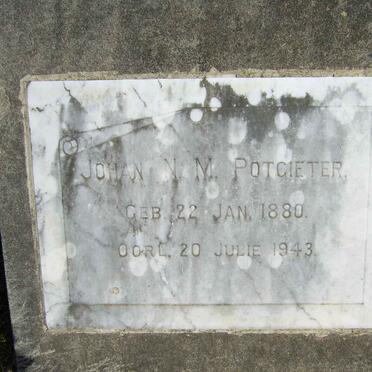 JOHAN N. M. POTGIETER.
GEB. 22 JAN. 1880.
OORL. 20 JULIE 1943.